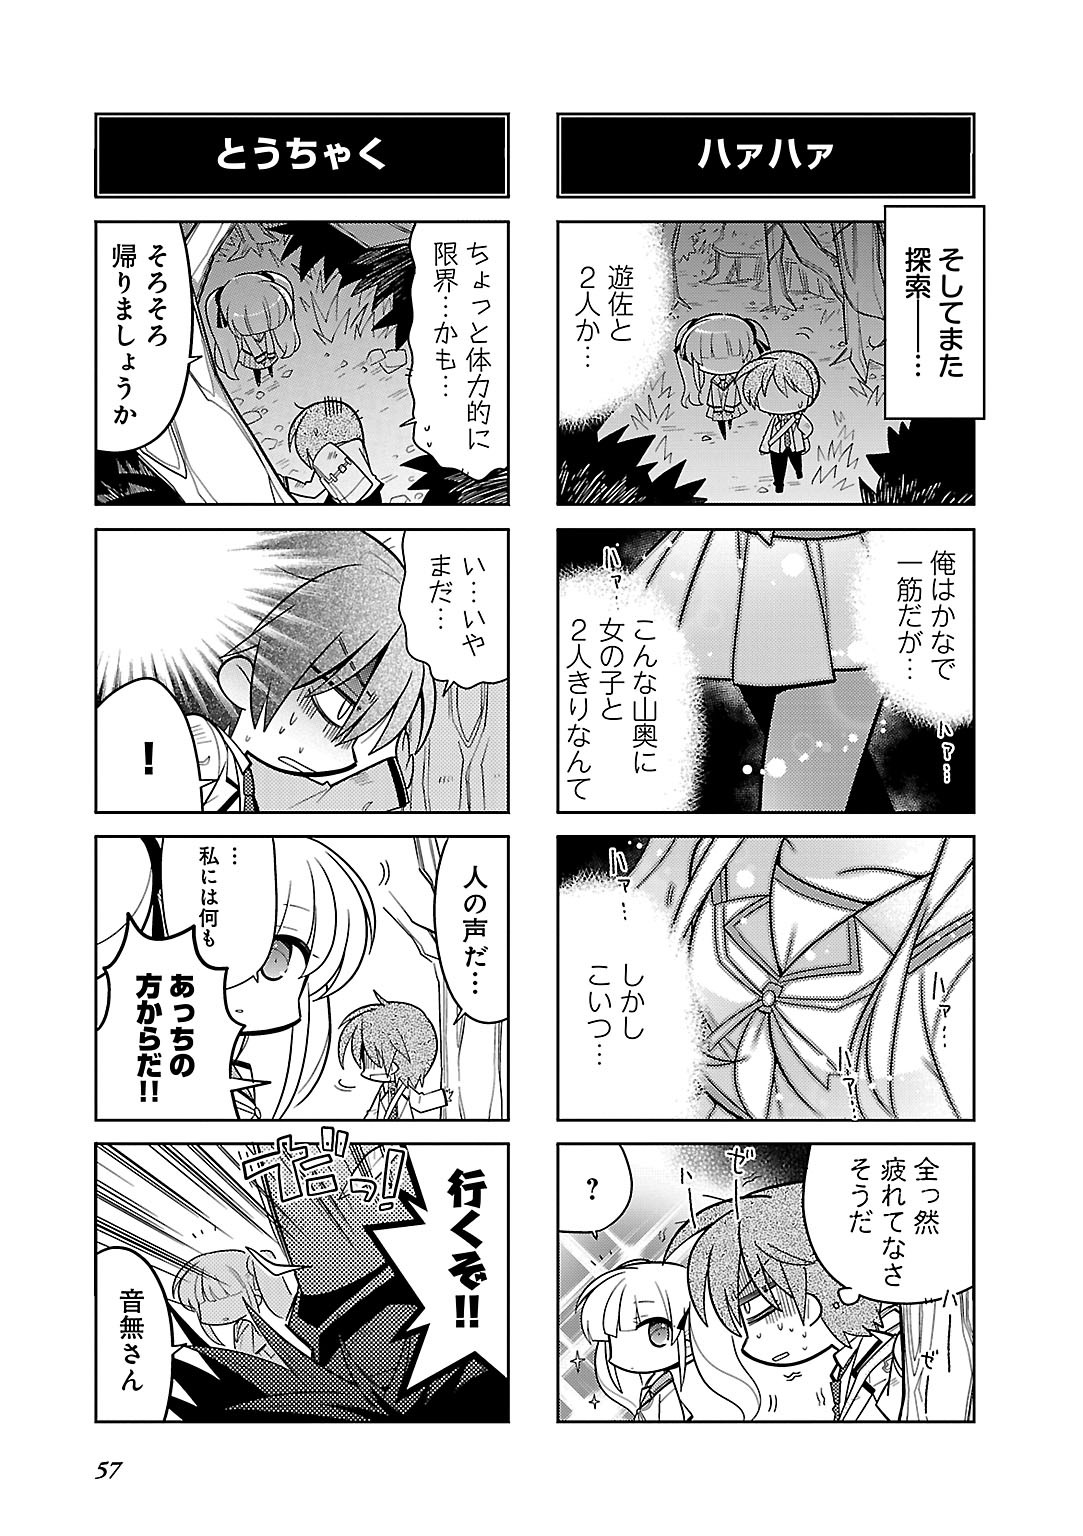 ハァハァ
そしてまた
探索――…
遊佐と
2人か…
俺はかなで
一筋だが…
ハァ…
ハァ…
こんな山奥に
女の子と
2人きりなんて
ハァ…
ハァ…
ハァ…
しかし
こいつ…
全っ然
疲れてなさ
そうだ
ゼ
ハ
ゼ
?
とうちゃく
ちょっと体力的に
限界…かも…
そろそろ
帰りましょうか
い…いや
まだ…
!
人の声だ…
…
私には何も
あっちの
方からだ!!
行くぞ!!
ダッ!
音無さん
57